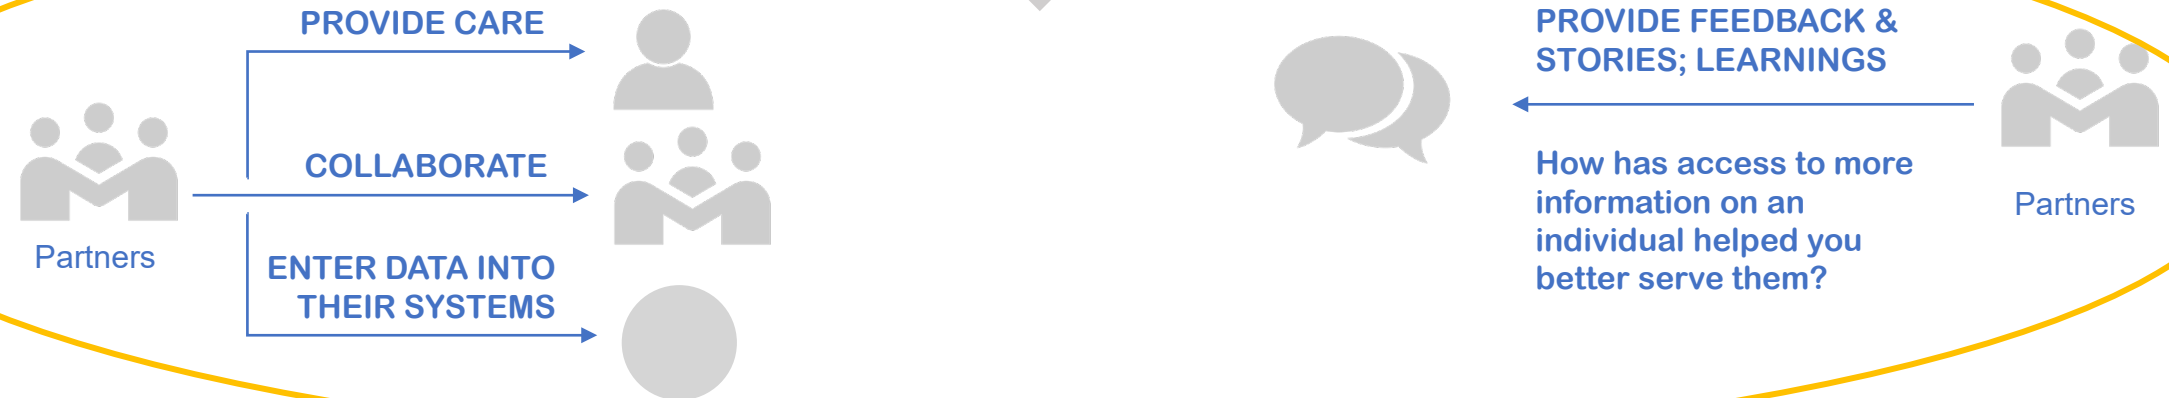 PROVIDE CARE
COLLABORATE
Partners
ENTER DATA INTO
THEIR SYSTEMS
PROVIDE FEEDBACK &
STORIES; LEARNINGS
How has access to more
information on an
individual helped you
better serve them?
Partners